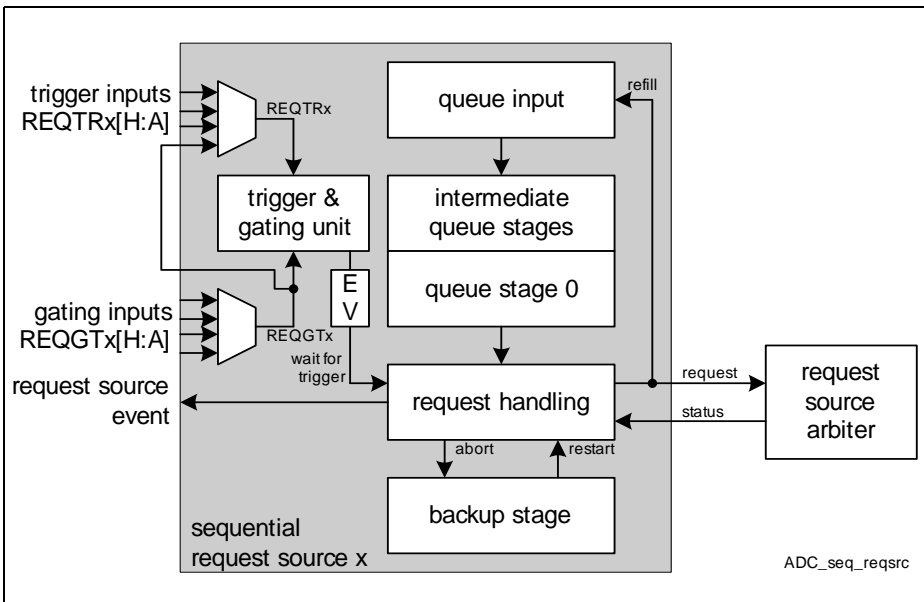 trigger inputs
REQTRx[H:A]
REQTRx
queue input
refill
trigger &
gating unit
intermediate
queue stages
E
V
queue stage 0
gating inputs
REQGTx[H:A]
REQGTx
wait for
trigger
request source
event
request handling
request
status
request
source
arbiter
abort
restart
backup stage
sequential
request source x
ADC_seq_reqsrc